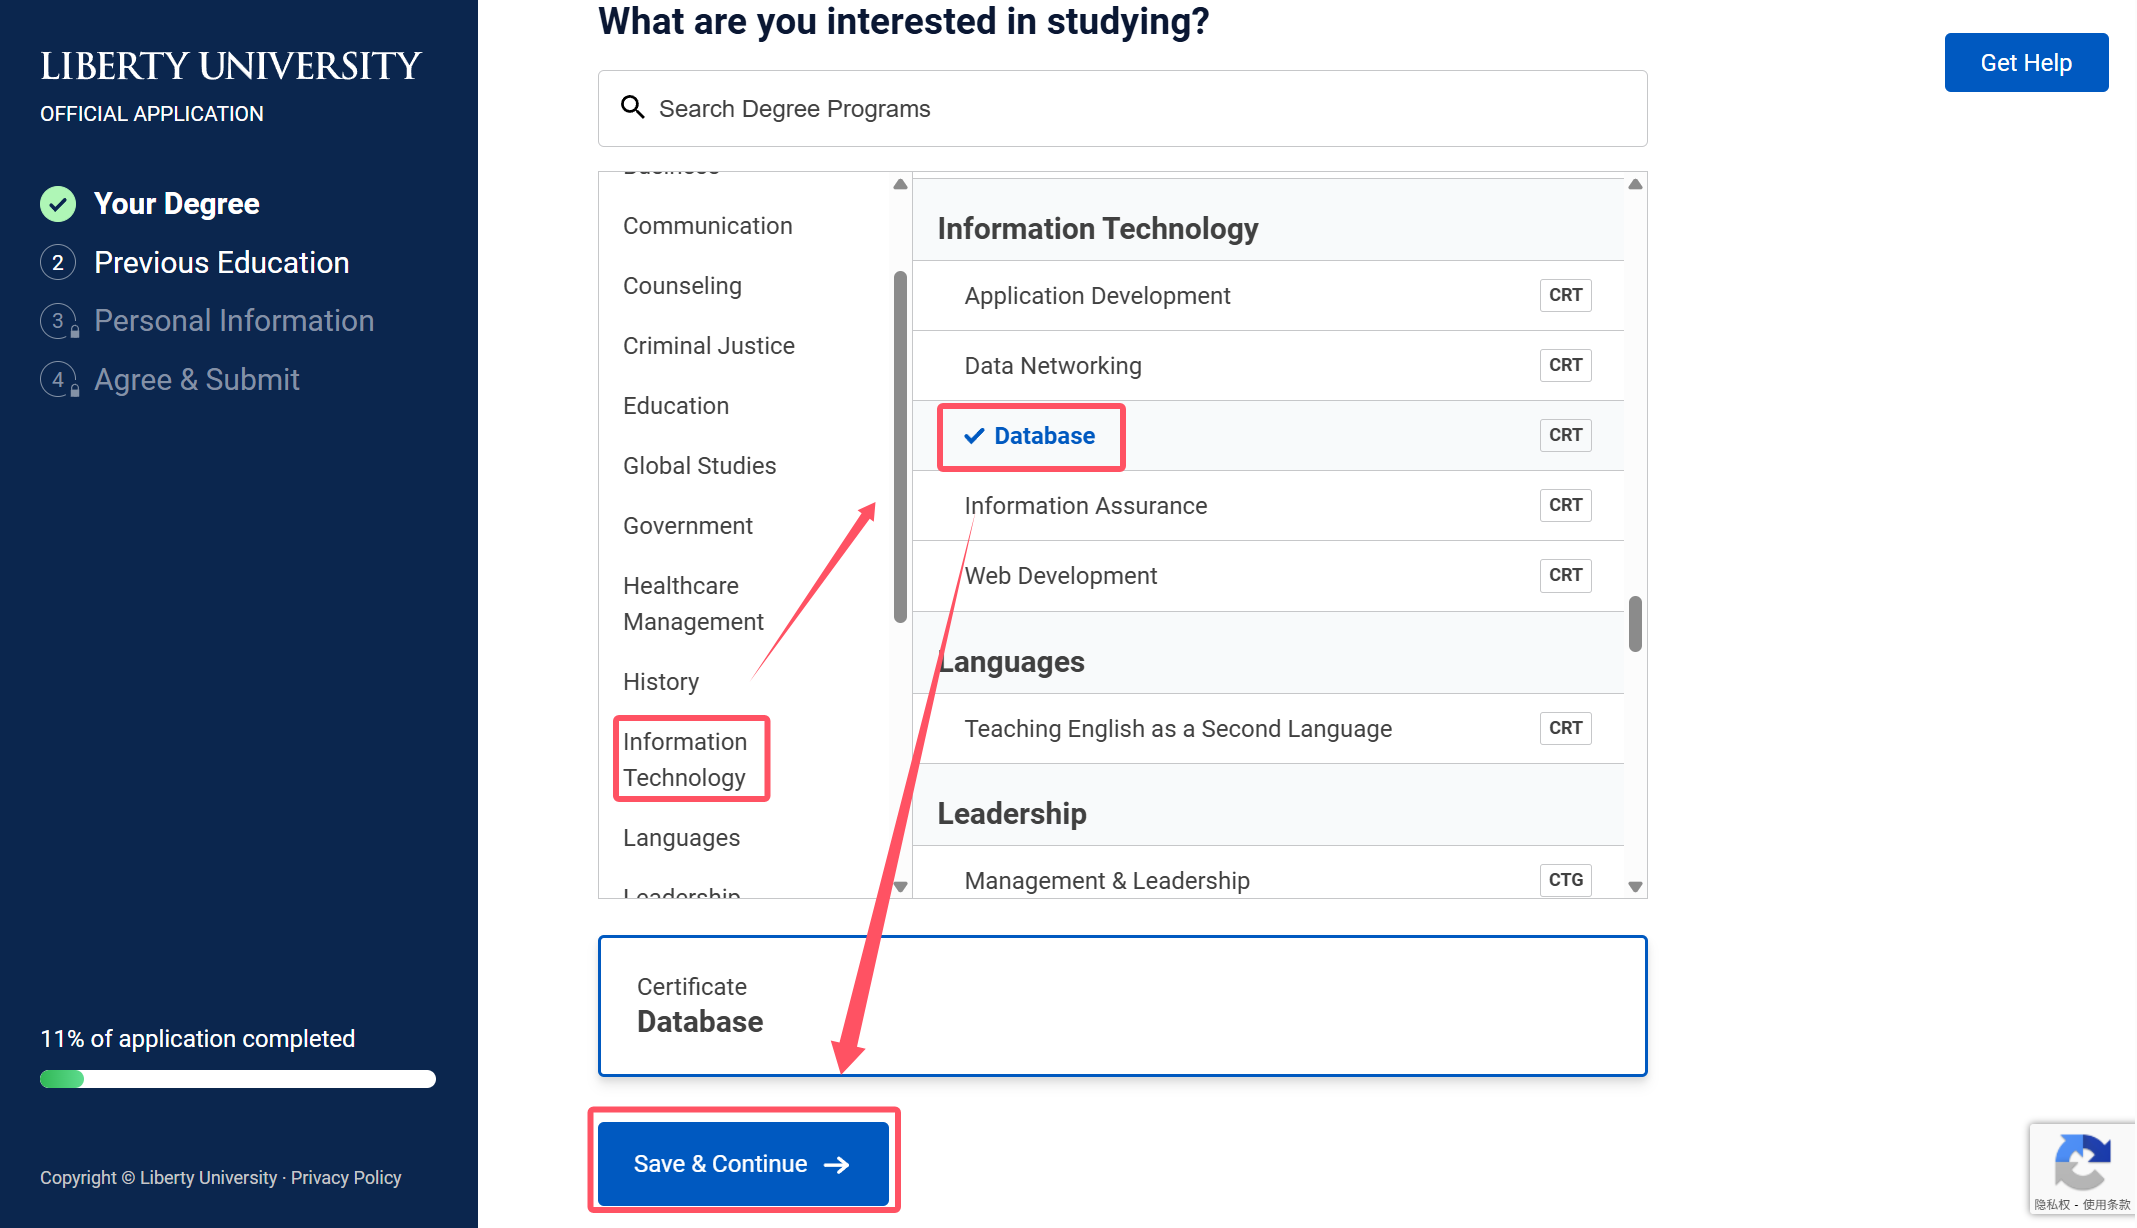 LIBERTY UNIVERSITY
OFFICIAL APPLICATION
Your Degree
2 Previous Education
3 Personal Information
4 Agree & Submit
11% of application completed
Copyright © Liberty University · Privacy Policy
What are you interested in studying?
Search Degree Programs
Business
Communication
Counseling
Criminal Justice
Education
Global Studies
Government
Healthcare
Management
History
Information
Technology
Languages
Leadership
Information Technology
Application Development CRT
Data Networking CRT
Database CRT
Information Assurance CRT
Web Development CRT
Languages
Teaching English as a Second Language CRT
Leadership
Management & Leadership CTG
Certificate
Database
Save & Continue
Get Help
隐私权 - 使用条款